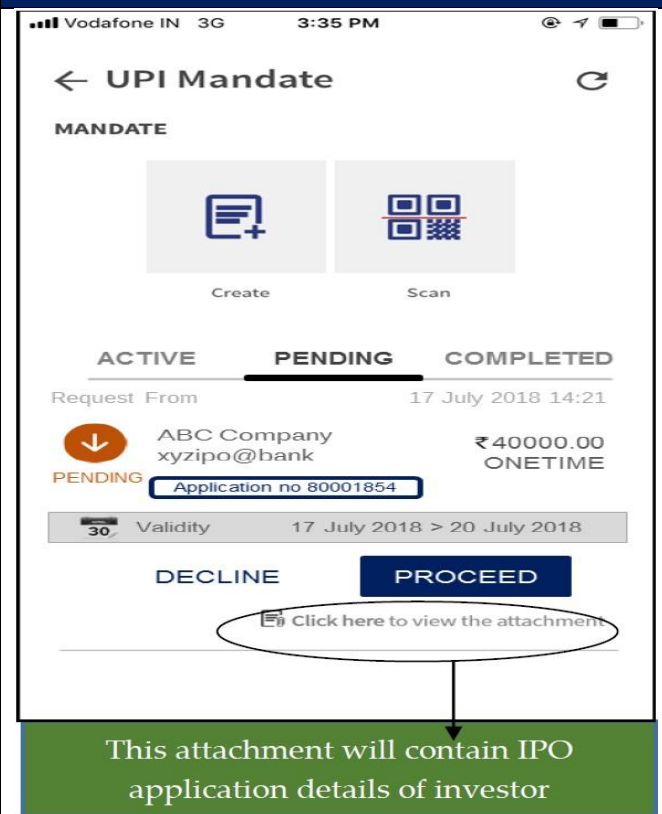 Vodafone IN 3G 3:35 PM
← UPI Mandate
MANDATE
Create Scan
ACTIVE PENDING COMPLETED
Request From 17 July 2018 14:21
ABC Company ₹40000.00
xyzipo@bank ONETIME
PENDING
Application no 80001854
30 Validity 17 July 2018 > 20 July 2018
DECLINE PROCEED
Click here to view the attachment
This attachment will contain IPO
application details of investor